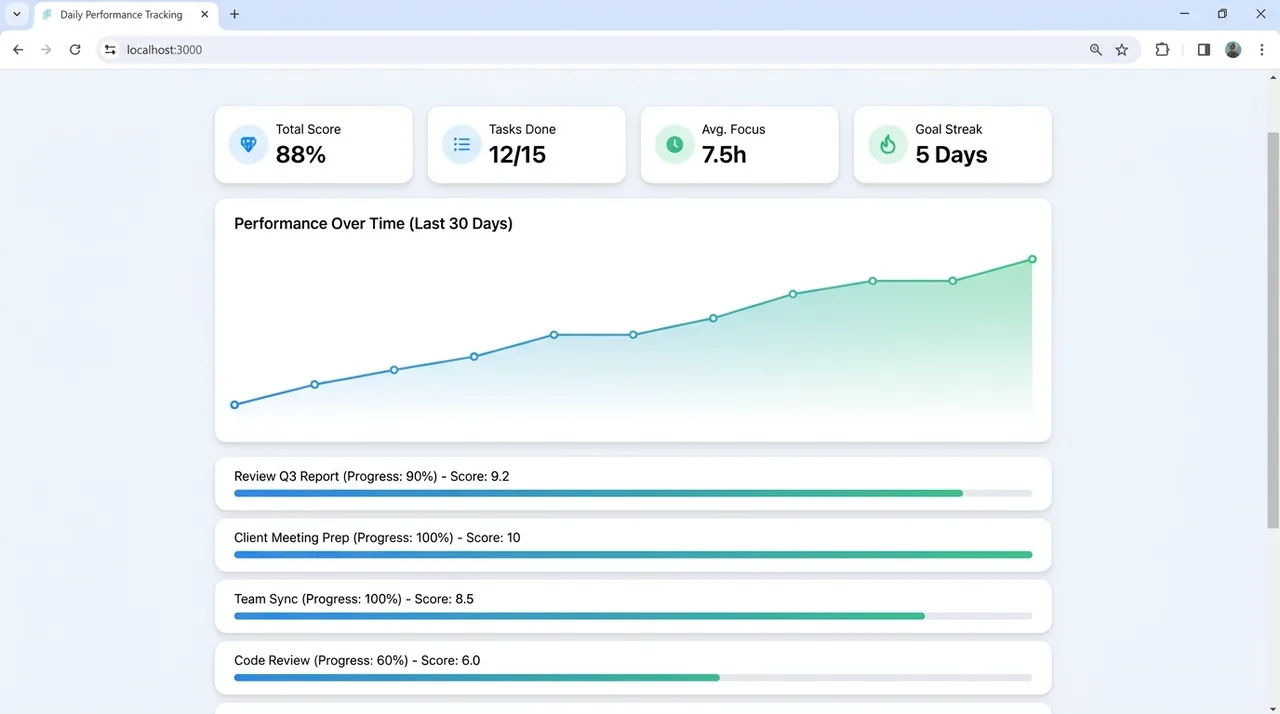 Daily Performance Tracking
localhost:3000
Total Score
88%
Tasks Done
12/15
Avg. Focus
7.5h
Goal Streak
5 Days
Performance Over Time (Last 30 Days)
Review Q3 Report (Progress: 90%) - Score: 9.2
Client Meeting Prep (Progress: 100%) - Score: 10
Team Sync (Progress: 100%) - Score: 8.5
Code Review (Progress: 60%) - Score: 6.0